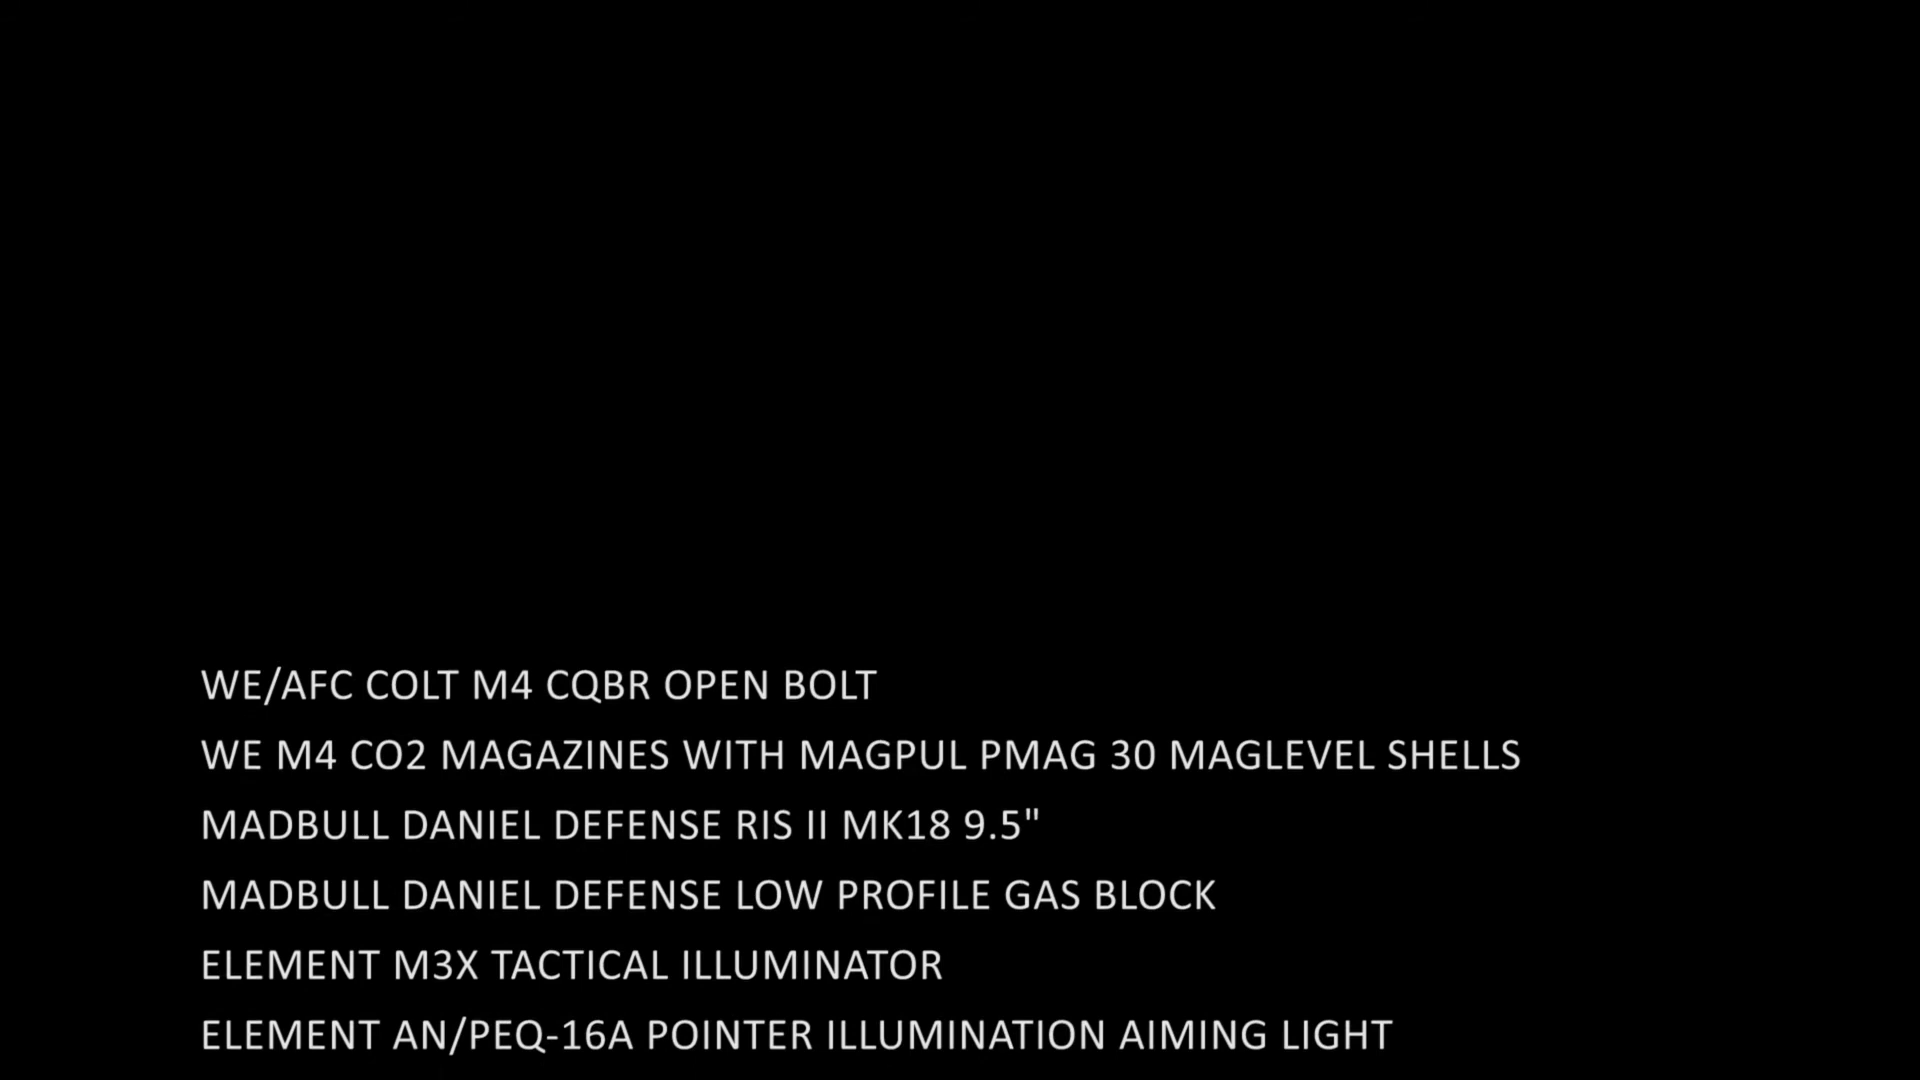 WE/AFC COLT M4 CQBR OPEN BOLT
WE M4 CO2 MAGAZINES WITH MAGPUL PMAG 30 MAGLEVEL SHELLS
MADBULL DANIEL DEFENSE RIS II MK18 9.5"
MADBULL DANIEL DEFENSE LOW PROFILE GAS BLOCK
ELEMENT M3X TACTICAL ILLUMINATOR
ELEMENT AN/PEQ-16A POINTER ILLUMINATION AIMING LIGHT